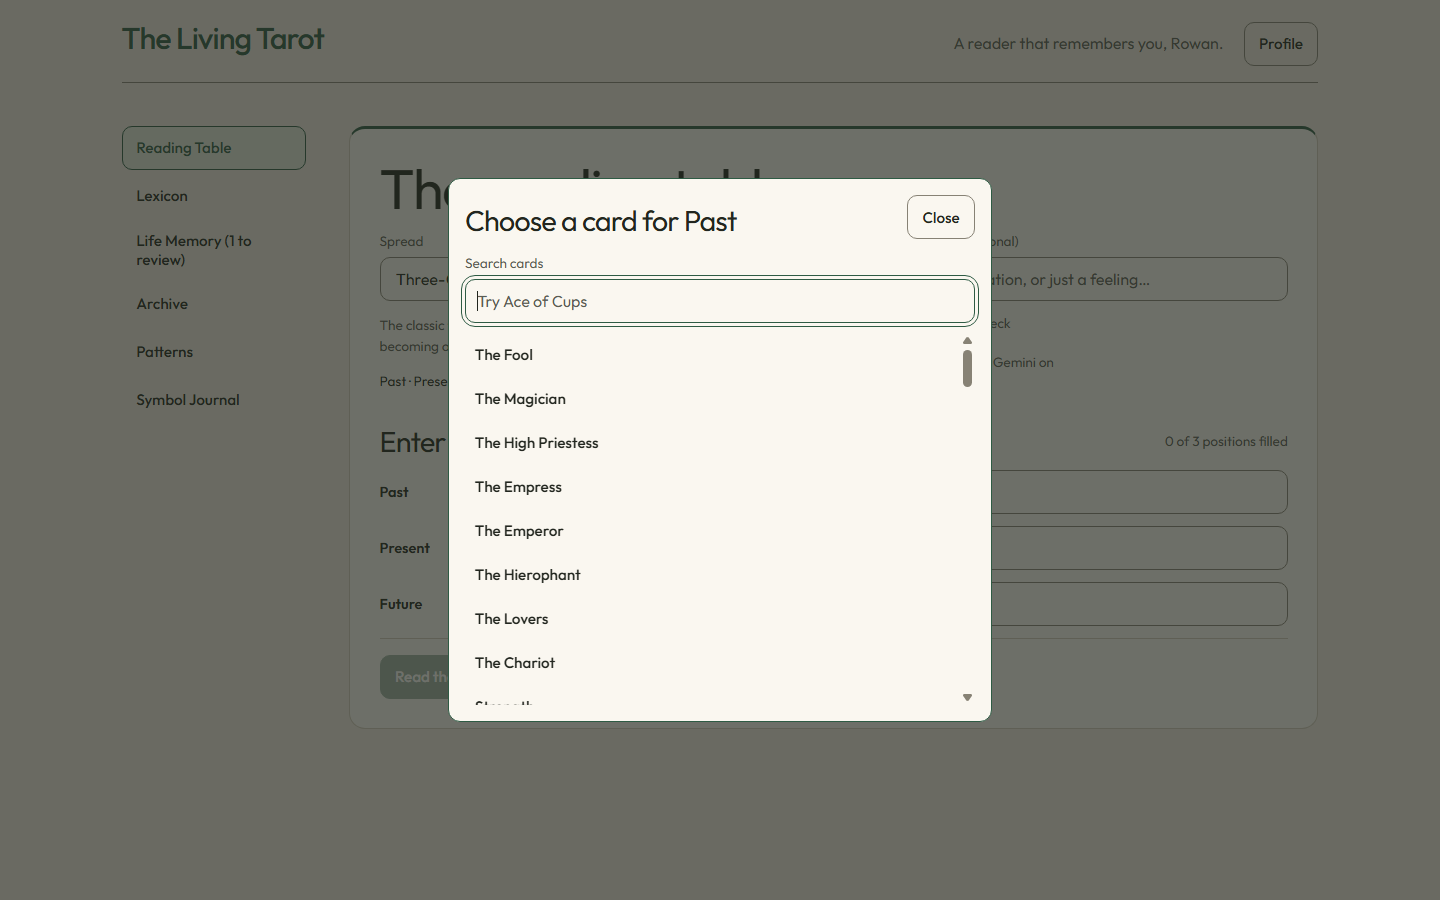 The Living Tarot
A reader that remembers you, Rowan.
Profile
Reading Table
Lexicon
Life Memory (1 to
review)
Archive
Patterns
Symbol Journal
Spread
onal)
Three-
ation, or just a feeling…
The classic
eck
becoming
Gemini on
Past · Prese
Enter
0 of 3 positions filled
Past
Present
Future
Read th
Choose a card for Past
Close
Search cards
Try Ace of Cups
The Fool
The Magician
The High Priestess
The Empress
The Emperor
The Hierophant
The Lovers
The Chariot
Strength